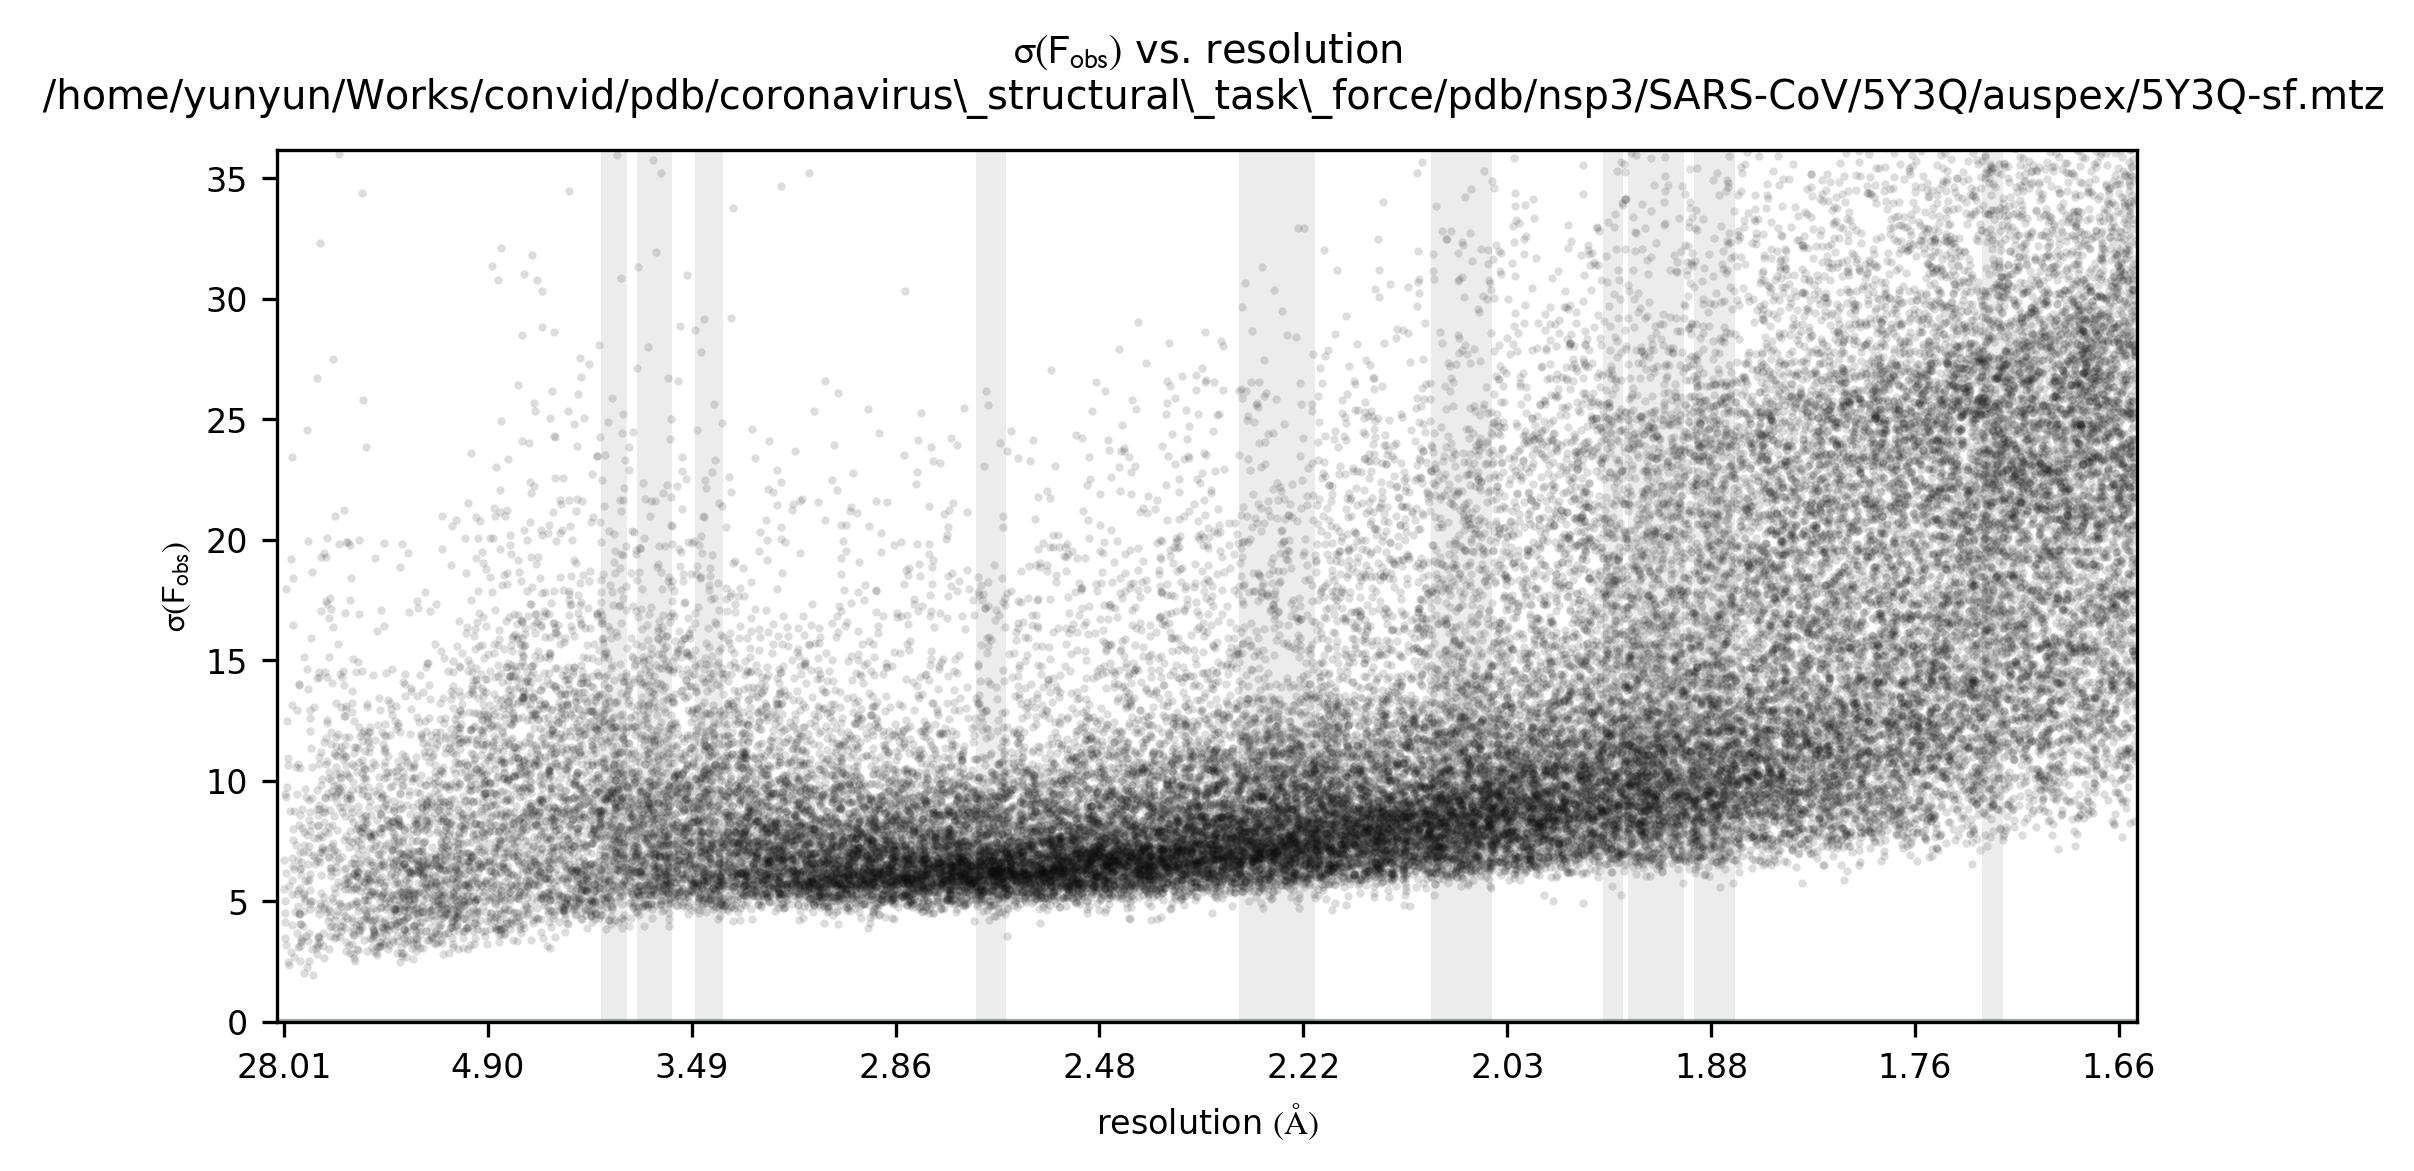 σ(Fobs) vs. resolution
/home/yunyun/Works/convid/pdb/coronavirus\_structural\_task\_force/pdb/nsp3/SARS-CoV/5Y3Q/auspex/5Y3Q-sf.mtz
35
30
25
20
15
10
5
0
σ(Fobs)
28.01 4.90 3.49 2.86 2.48 2.22 2.03 1.88 1.76 1.66
resolution (Å)